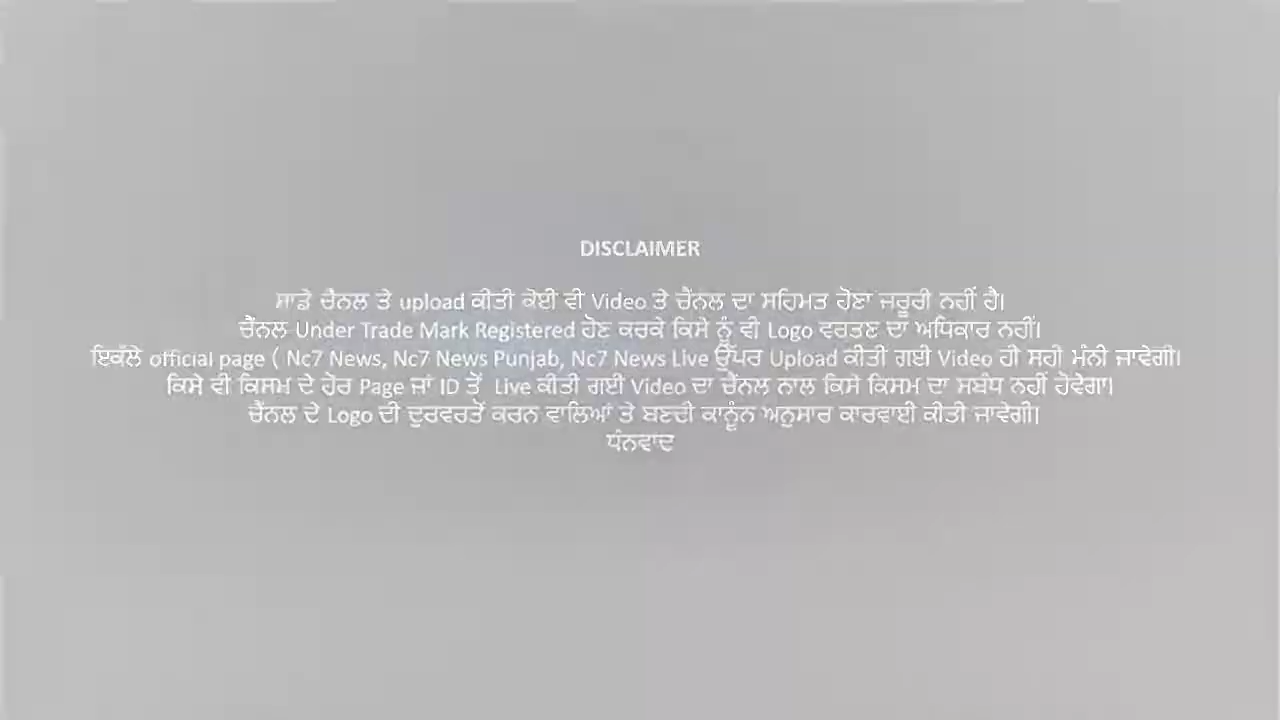 DISCLAIMER
ਸਾਡੇ ਚੈਨਲ ਤੇ upload ਕੀਤੀ ਕੋਈ ਵੀ Video ਤੇ ਚੈਨਲ ਦਾ ਸਹਿਮਤ ਹੋਣਾ ਜਰੂਰੀ ਨਹੀਂ ਹੈ।
ਚੈਂਨਲ Under Trade Mark Registered ਹੋਣ ਕਰਕੇ ਕਿਸੇ ਨੂੰ ਵੀ Logo ਵਰਤਣ ਦਾ ਅਧਿਕਾਰ ਨਹੀਂ।
ਇਕੱਲੇ official page ( Nc7 News, Nc7 News Punjab, Nc7 News Live ਉੱਪਰ Upload ਕੀਤੀ ਗਈ Video ਹੀ ਸਹੀ ਮੰਨੀ ਜਾਵੇਗੀ।
ਕਿਸੇ ਵੀ ਕਿਸਮ ਦੇ ਹੋਰ Page ਜਾਂ ID ਤੋਂ Live ਕੀਤੀ ਗਈ Video ਦਾ ਚੈਨਲ ਨਾਲ ਕਿਸੇ ਕਿਸਮ ਦਾ ਸਬੰਧ ਨਹੀਂ ਹੋਵੇਗਾ।
ਚੈਂਨਲ ਦੇ Logo ਦੀ ਦੁਰਵਰਤੋਂ ਕਰਨ ਵਾਲਿਆਂ ਤੇ ਬਣਦੀ ਕਾਨੂੰਨ ਅਨੁਸਾਰ ਕਾਰਵਾਈ ਕੀਤੀ ਜਾਵੇਗੀ।
ਧੰਨਵਾਦ